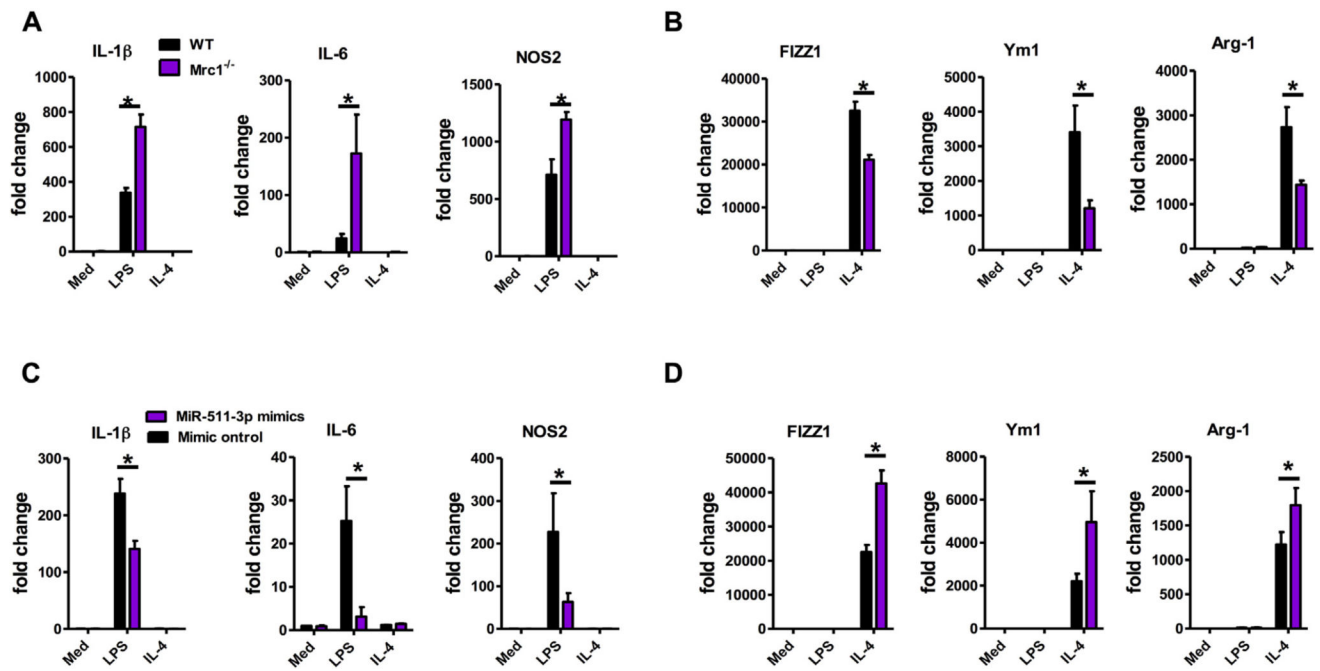 A
B
IL-1β
WT
Mrc1-/-
IL-6
NOS2
FIZZ1
Ym1
Arg-1
fold change
1000
800
600
400
200
0
Med
LPS
IL-4
*
fold change
300
200
100
0
Med
LPS
IL-4
*
fold change
1500
1000
500
0
Med
LPS
IL-4
*
fold change
40000
30000
20000
10000
0
Med
LPS
IL-4
*
fold change
5000
4000
3000
2000
1000
0
Med
LPS
IL-4
*
fold change
4000
3000
2000
1000
0
Med
LPS
IL-4
*
C
D
IL-1β
MiR-511-3p mimics
Mimic ontrol
IL-6
NOS2
FIZZ1
Ym1
Arg-1
fold change
300
200
100
0
Med
LPS
IL-4
*
fold change
40
30
20
10
0
Med
LPS
IL-4
*
fold change
400
300
200
100
0
Med
LPS
IL-4
*
fold change
50000
40000
30000
20000
10000
0
Med
LPS
IL-4
*
fold change
8000
6000
4000
2000
0
Med
LPS
IL-4
*
fold change
2500
2000
1500
1000
500
0
Med
LPS
IL-4
*